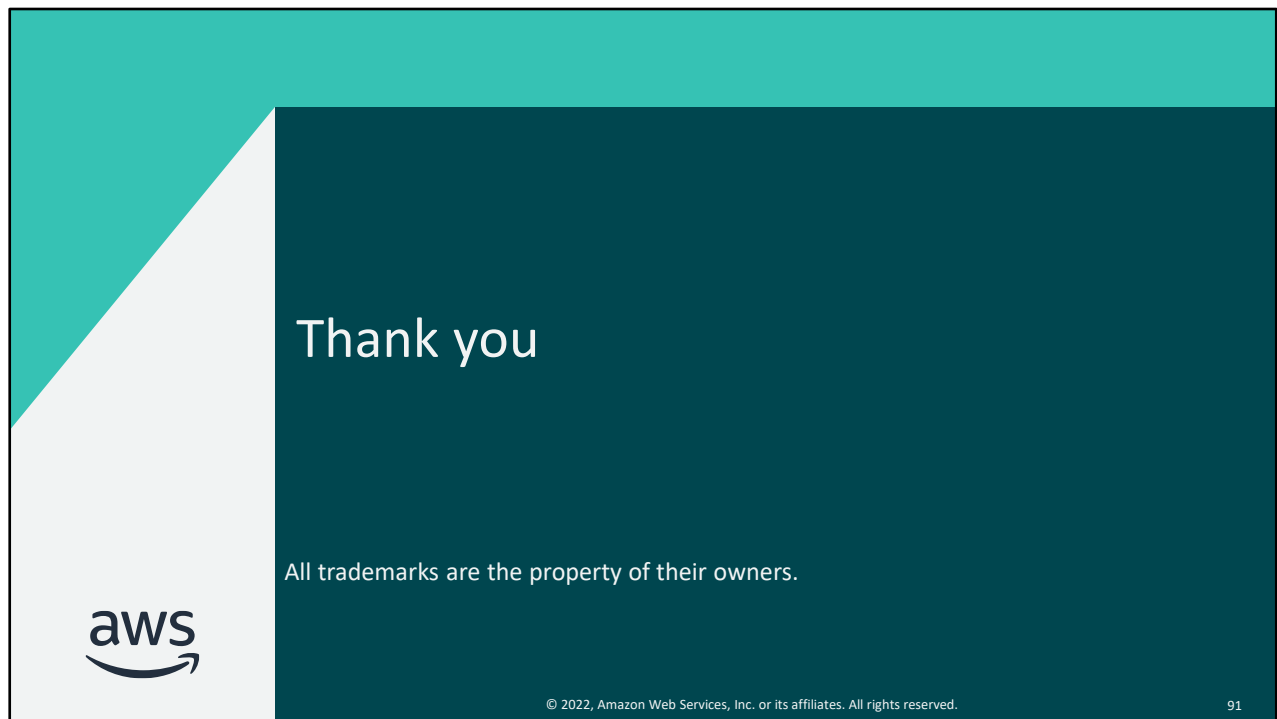 Thank you
All trademarks are the property of their owners.
aws
© 2022, Amazon Web Services, Inc. or its affiliates. All rights reserved.
91